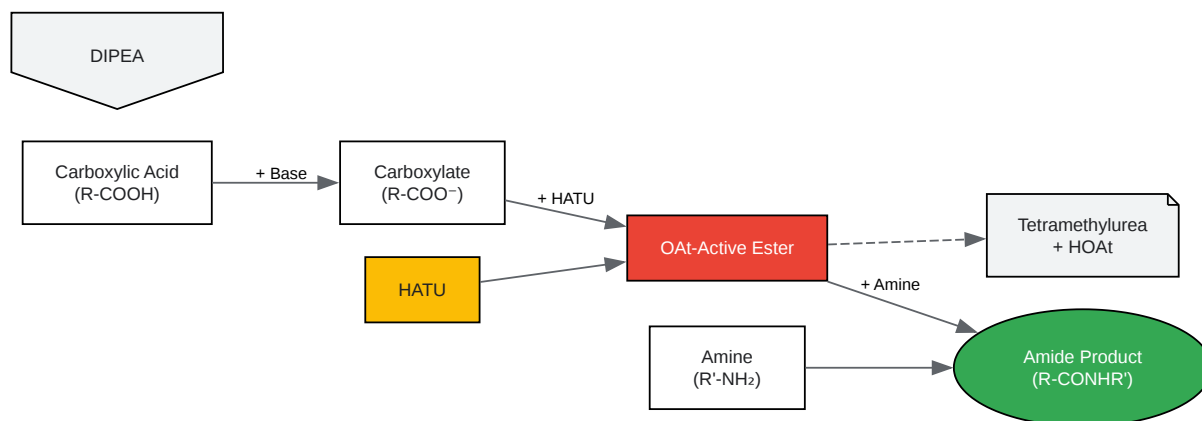 DIPEA
Carboxylic Acid
(R-COOH)
+ Base
Carboxylate
(R-COO⁻)
+ HATU
HATU
OAt-Active Ester
Tetramethylurea
+ HOAt
+ Amine
Amine
(R'-NH₂)
Amide Product
(R-CONHR')